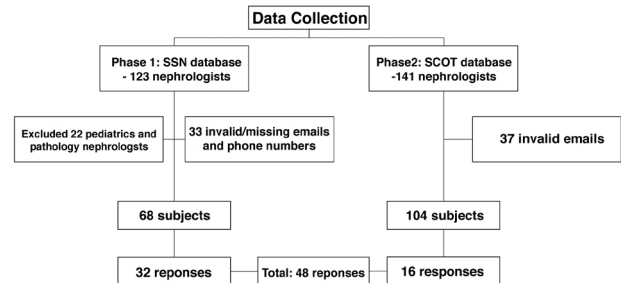 Data Collection
Phase 1: SSN database
- 123 nephrologists
Phase2: SCOT database
-141 nephrologists
Excluded 22 pediatrics and
pathology nephrologsts
33 invalid/missing emails
and phone numbers
37 invalid emails
68 subjects
104 subjects
32 reponses
Total: 48 reponses
16 responses